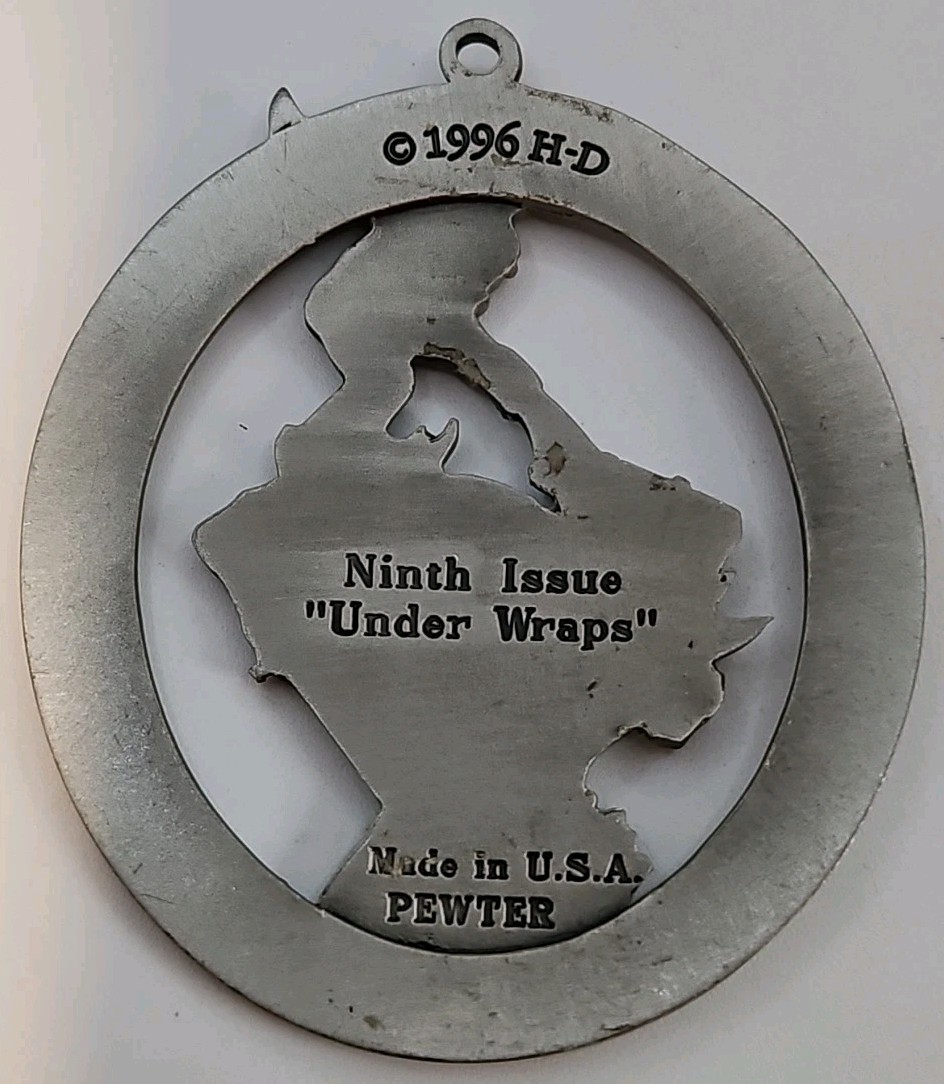 © 1996 H-D
Ninth Issue
"Under Wraps"
Made in U.S.A.
PEWTER